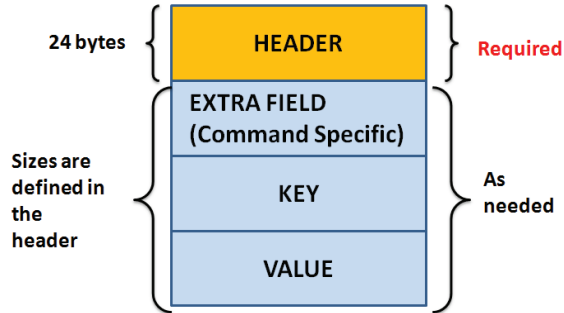 24 bytes
HEADER
Required
EXTRA FIELD
(Command Specific)
Sizes are
defined in
the
header
KEY
As
needed
VALUE